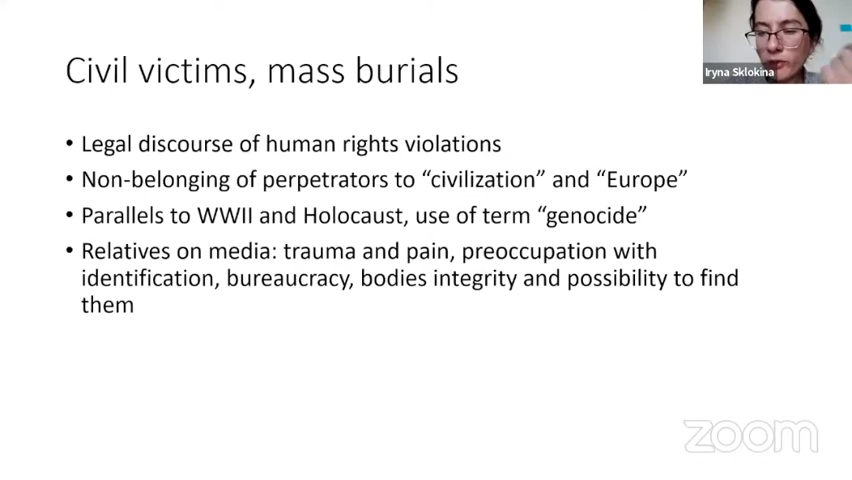 Iryna Sklokina
Civil victims, mass burials
• Legal discourse of human rights violations
• Non-belonging of perpetrators to “civilization” and “Europe”
• Parallels to WWII and Holocaust, use of term “genocide”
• Relatives on media: trauma and pain, preoccupation with
identification, bureaucracy, bodies integrity and possibility to find
them
zoom